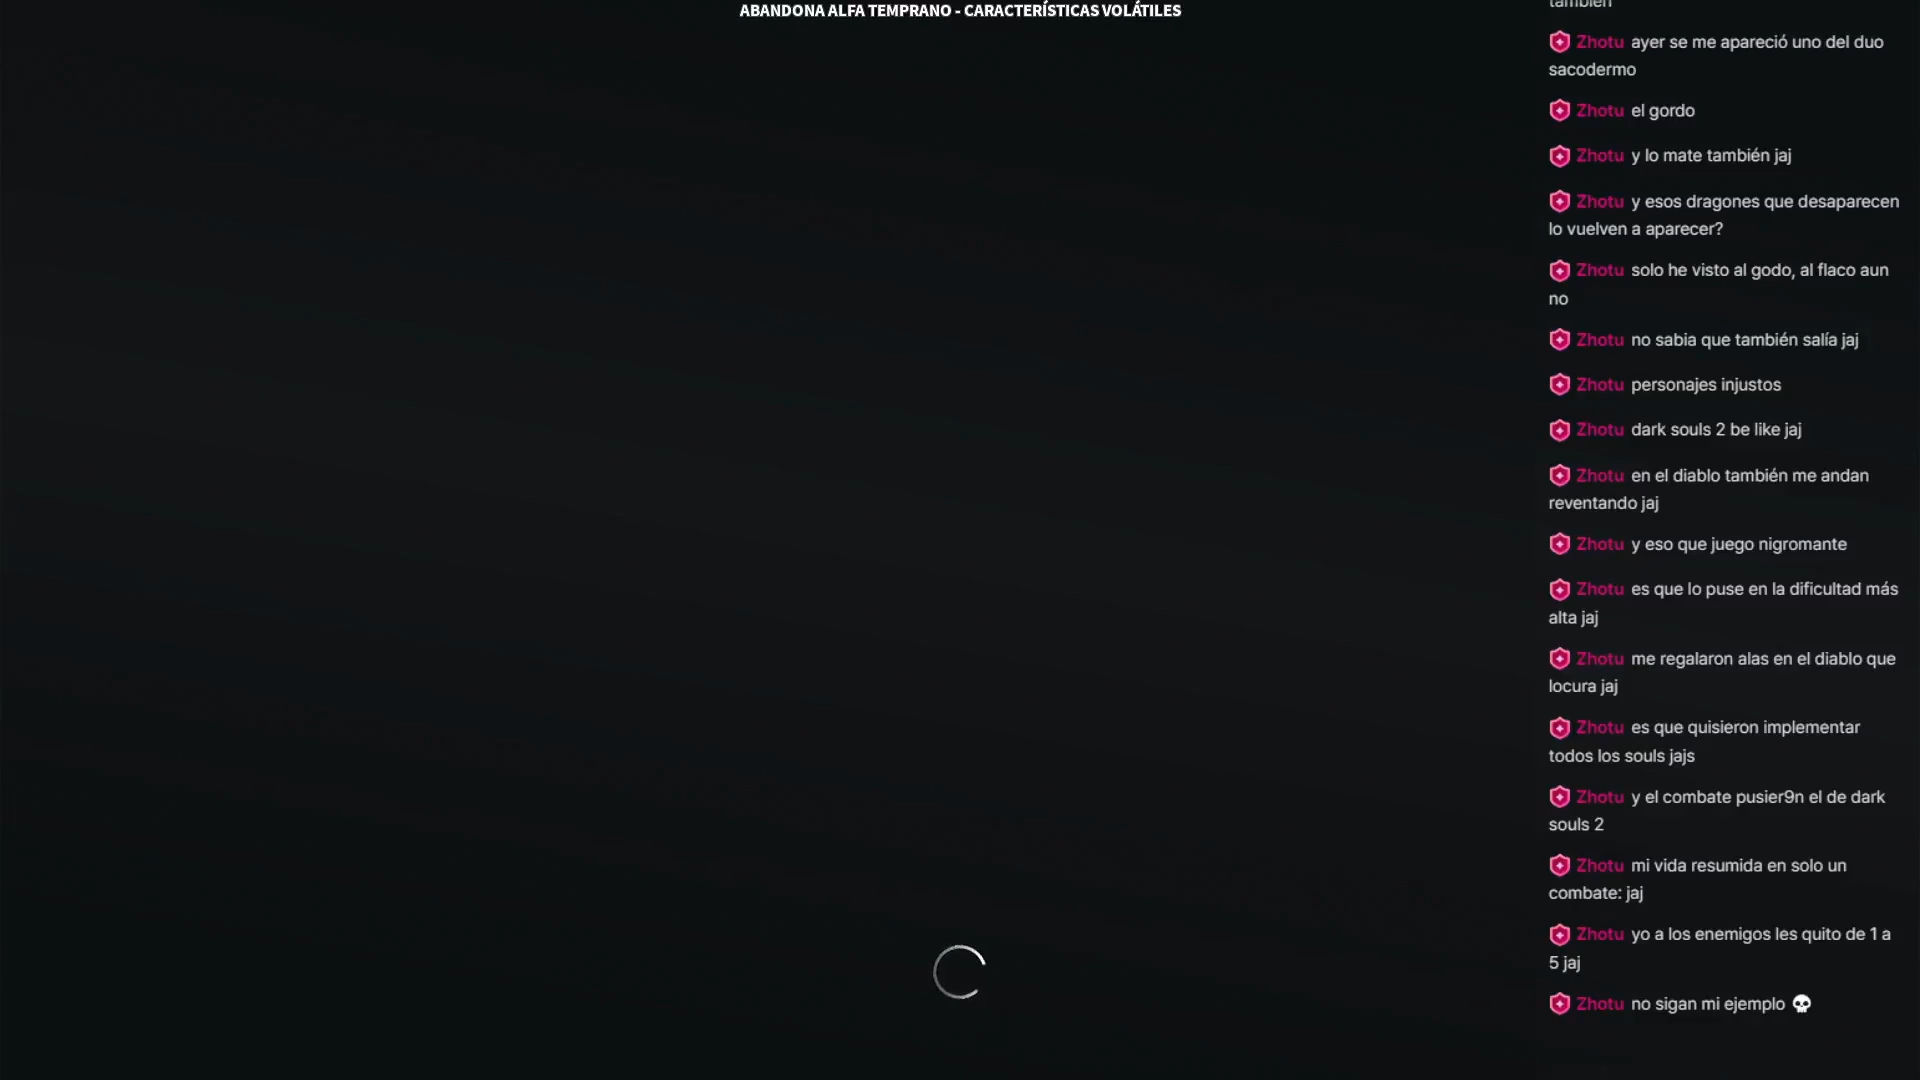 ABANDONA ALFA TEMPRANO - CARACTERÍSTICAS VOLÁTILES
también
Zhotu ayer se me apareció uno del duo
sacodermo
Zhotu el gordo
Zhotu y lo mate también jaj
Zhotu y esos dragones que desaparecen
lo vuelven a aparecer?
Zhotu solo he visto al godo, al flaco aun
no
Zhotu no sabia que también salía jaj
Zhotu personajes injustos
Zhotu dark souls 2 be like jaj
Zhotu en el diablo también me andan
reventando jaj
Zhotu y eso que juego nigromante
Zhotu es que lo puse en la dificultad más
alta jaj
Zhotu me regalaron alas en el diablo que
locura jaj
Zhotu es que quisieron implementar
todos los souls jajs
Zhotu y el combate pusier9n el de dark
souls 2
Zhotu mi vida resumida en solo un
combate: jaj
Zhotu yo a los enemigos les quito de 1 a
5 jaj
Zhotu no sigan mi ejemplo 💀